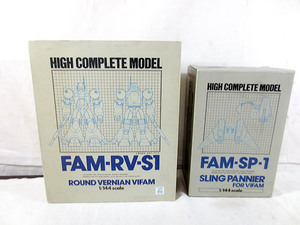 HIGH COMPLETE MODEL
FAM-RV-S1
ROUND VERNIAN VIFAM
1:144 scale
HIGH COMPLETE MODEL
FAM-SP-1
SLING PANNIER
FOR VIFAM
1:144 scale